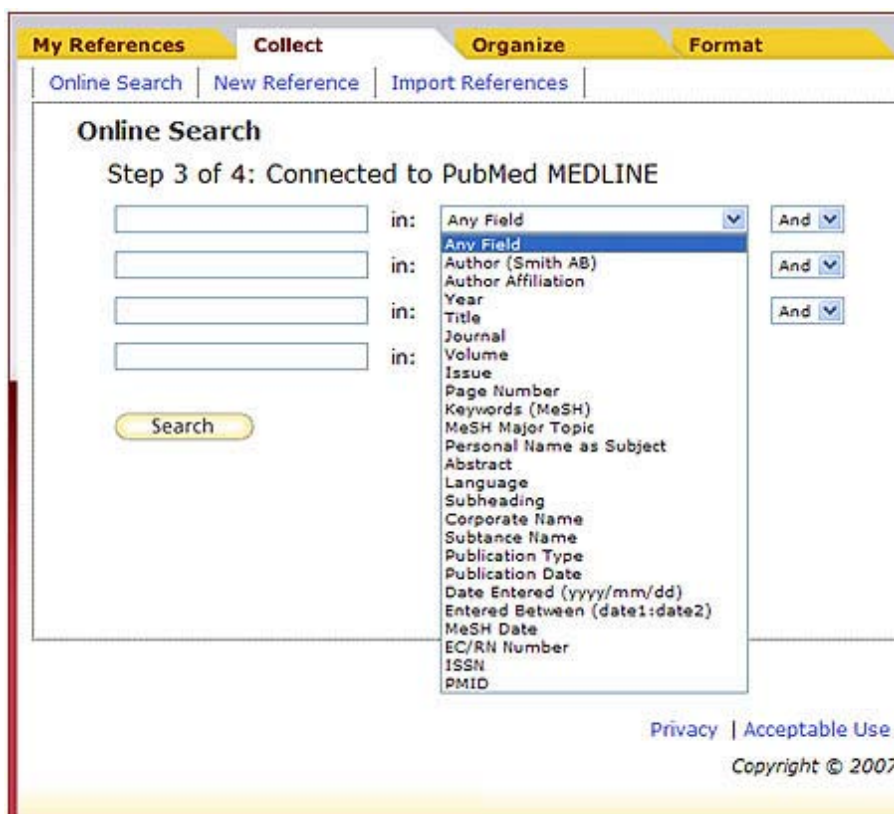 My References Collect Organize Format
Online Search New Reference Import References
Online Search
Step 3 of 4: Connected to PubMed MEDLINE
in: Any Field And
Any Field
in: And
Author (Smith AB)
Author Affiliation
Year
in: And
Title
Journal
Volume
in:
Issue
Page Number
Keywords (MeSH)
Search
MeSH Major Topic
Personal Name as Subject
Abstract
Language
Subheading
Corporate Name
Subtance Name
Publication Type
Publication Date
Date Entered (yyyy/mm/dd)
Entered Between (date1:date2)
MeSH Date
EC/RN Number
ISSN
PMID
Privacy | Acceptable Use
Copyright © 2007